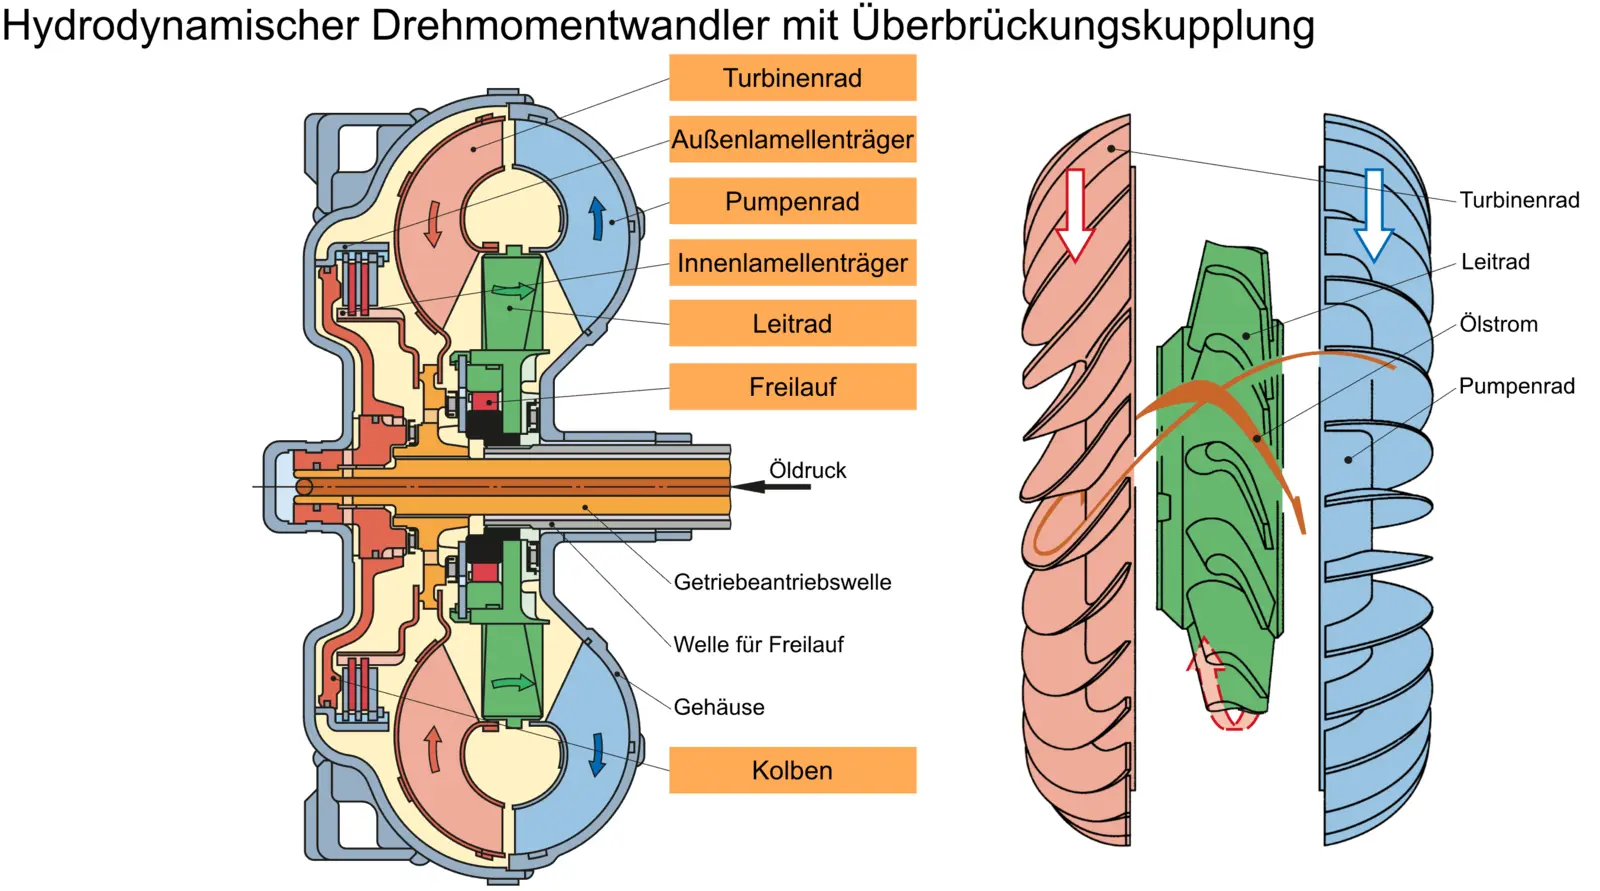 Hydrodynamischer Drehmomentwandler mit Überbrückungskupplung
Turbinenrad
Außenlamellenträger
Pumpenrad
Innenlamellenträger
Leitrad
Freilauf
Öldruck
Getriebeantriebswelle
Welle für Freilauf
Gehäuse
Kolben
Turbinenrad
Leitrad
Ölstrom
Pumpenrad